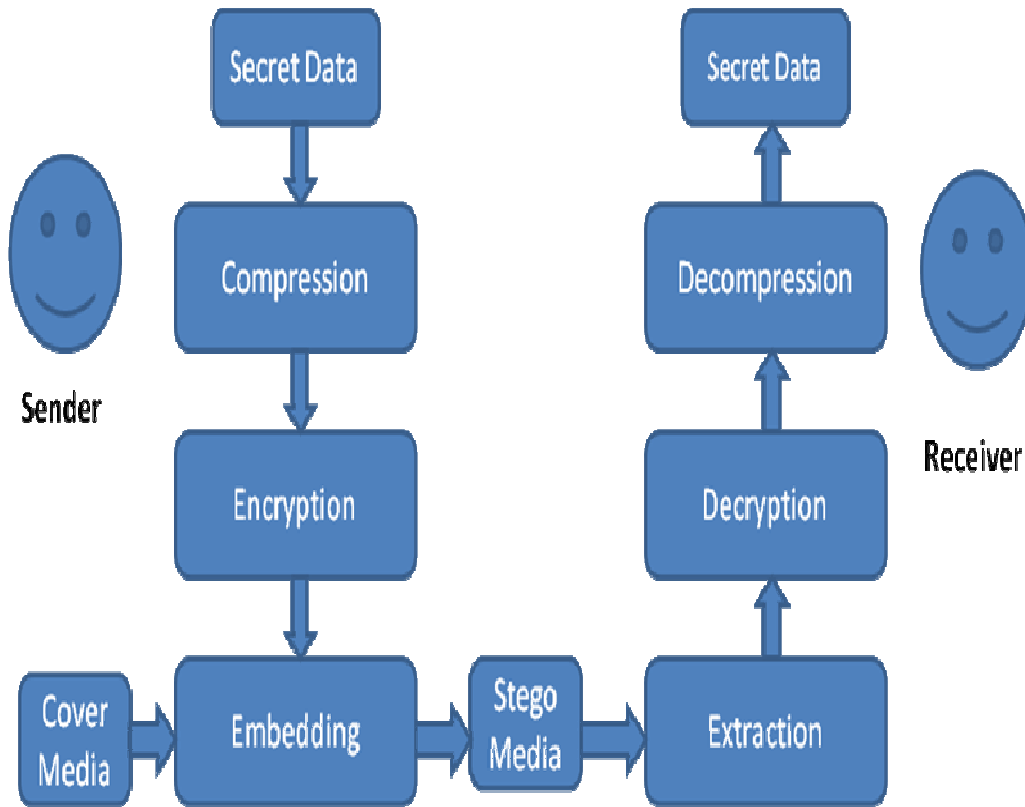 Secret Data
Secret Data
Compression
Decompression
Sender
Receiver
Encryption
Decryption
Cover
Media
Embedding
Stego
Media
Extraction